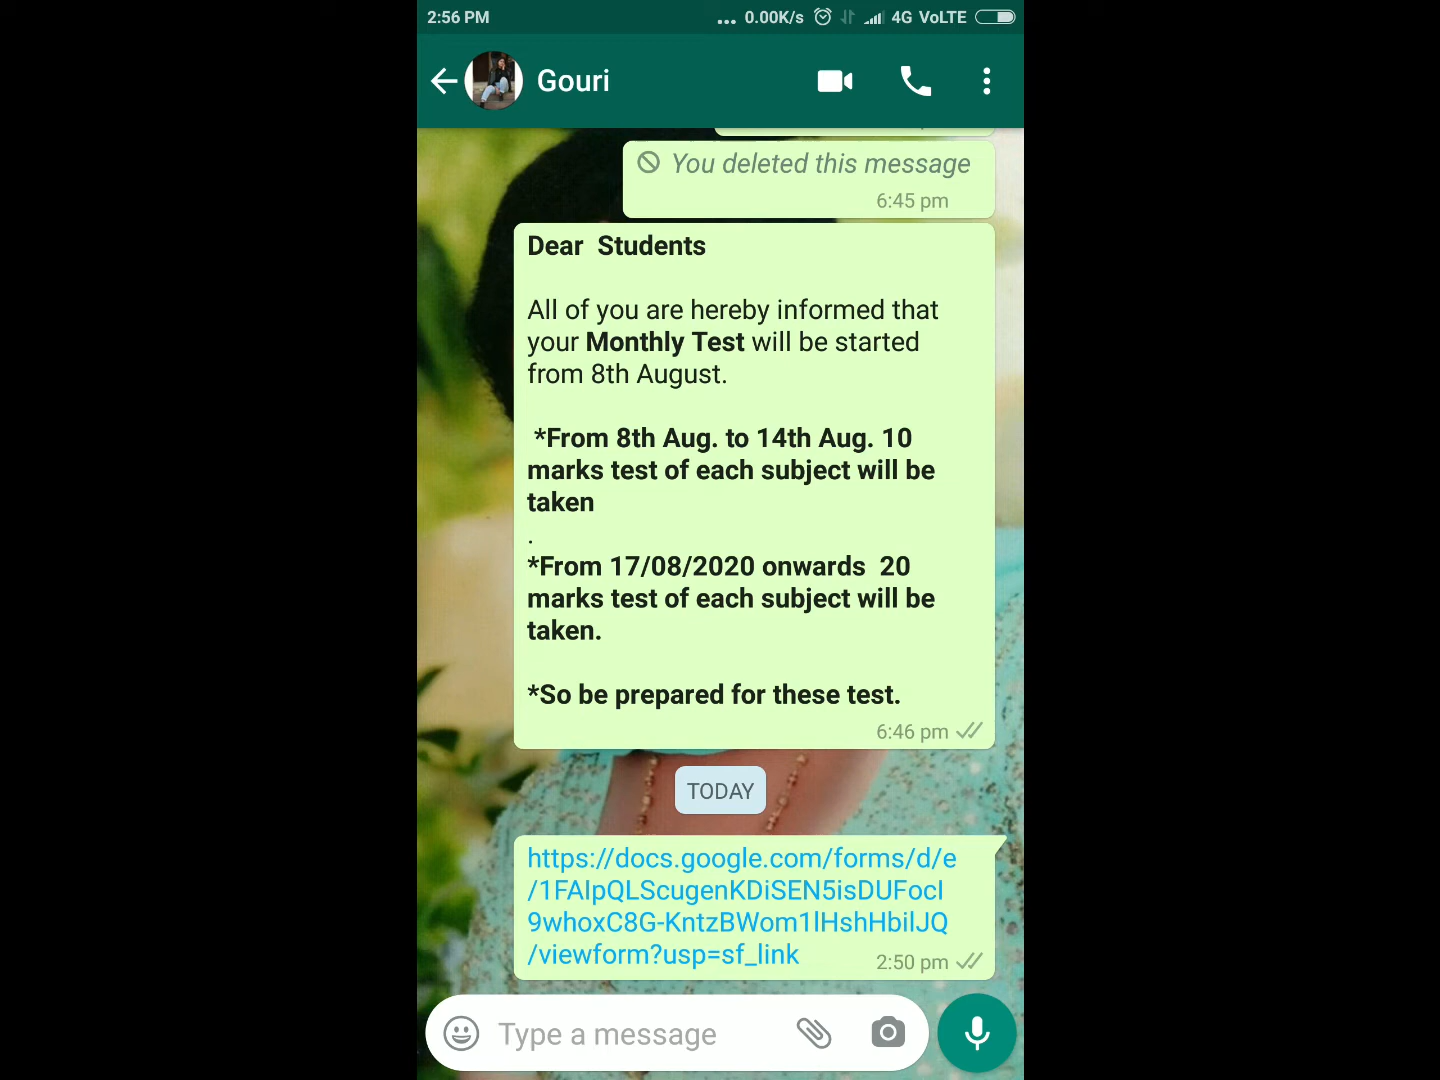 2:56 PM
... 0.00K/s 4G VoLTE
Gouri
You deleted this message
6:45 pm
Dear  Students
All of you are hereby informed that
your Monthly Test will be started
from 8th August.
*From 8th Aug. to 14th Aug. 10
marks test of each subject will be
taken
.
*From 17/08/2020 onwards  20
marks test of each subject will be
taken.
*So be prepared for these test.
6:46 pm
TODAY
https://docs.google.com/forms/d/e
/1FAIpQLScugenKDiSEN5isDUFocI
9whoxC8G-KntzBWom1lHshHbilJQ
/viewform?usp=sf_link
2:50 pm
Type a message